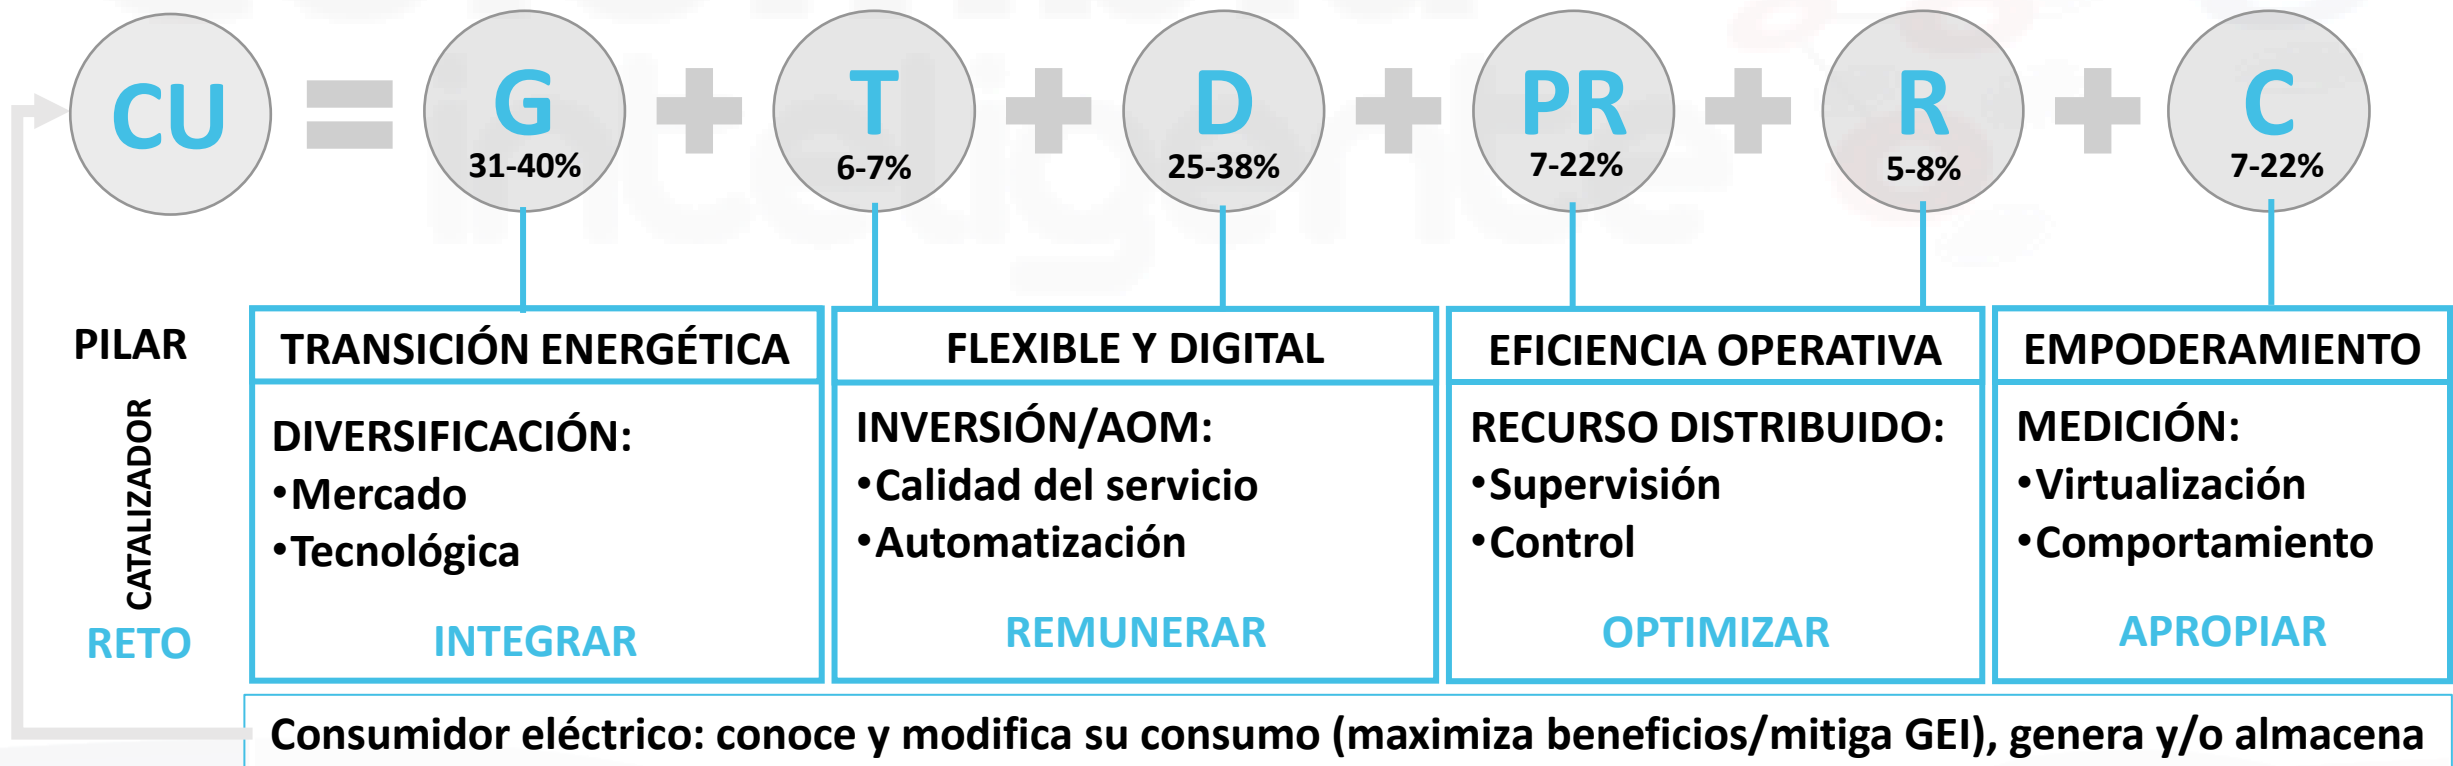 CU = G + T + D + PR + R + C
31-40% 6-7% 25-38% 7-22% 5-8% 7-22%
PILAR
CATALIZADOR
RETO
TRANSICIÓN ENERGÉTICA
DIVERSIFICACIÓN:
•Mercado
•Tecnológica
INTEGRAR
FLEXIBLE Y DIGITAL
INVERSIÓN/AOM:
•Calidad del servicio
•Automatización
REMUNERAR
EFICIENCIA OPERATIVA
RECURSO DISTRIBUIDO:
•Supervisión
•Control
OPTIMIZAR
EMPODERAMIENTO
MEDICIÓN:
•Virtualización
•Comportamiento
APROPIAR
Consumidor eléctrico: conoce y modifica su consumo (maximiza beneficios/mitiga GEI), genera y/o almacena
inteligente